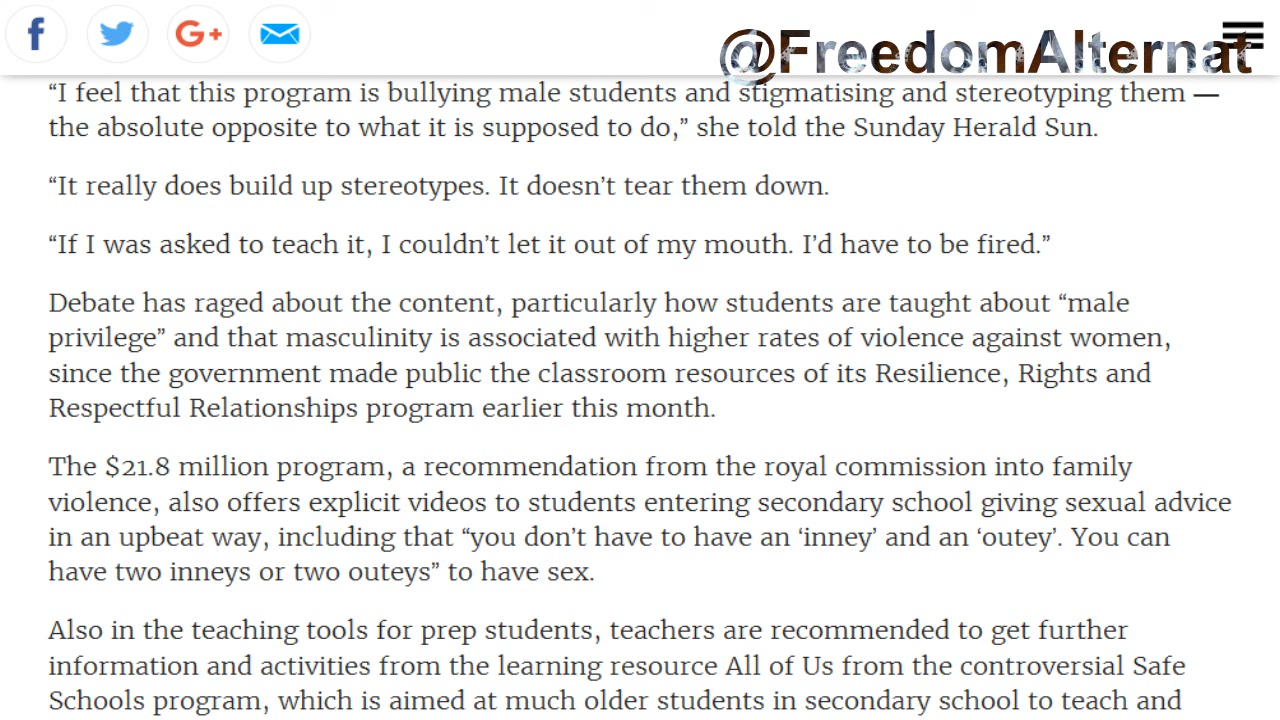 G+
@FreedomAlternat
“I feel that this program is bullying male students and stigmatising and stereotyping them —
the absolute opposite to what it is supposed to do,” she told the Sunday Herald Sun.
“It really does build up stereotypes. It doesn’t tear them down.
“If I was asked to teach it, I couldn’t let it out of my mouth. I’d have to be fired.”
Debate has raged about the content, particularly how students are taught about “male
privilege” and that masculinity is associated with higher rates of violence against women,
since the government made public the classroom resources of its Resilience, Rights and
Respectful Relationships program earlier this month.
The $21.8 million program, a recommendation from the royal commission into family
violence, also offers explicit videos to students entering secondary school giving sexual advice
in an upbeat way, including that “you don’t have to have an ‘inney’ and an ‘outey’. You can
have two inneys or two outeys” to have sex.
Also in the teaching tools for prep students, teachers are recommended to get further
information and activities from the learning resource All of Us from the controversial Safe
Schools program, which is aimed at much older students in secondary school to teach and